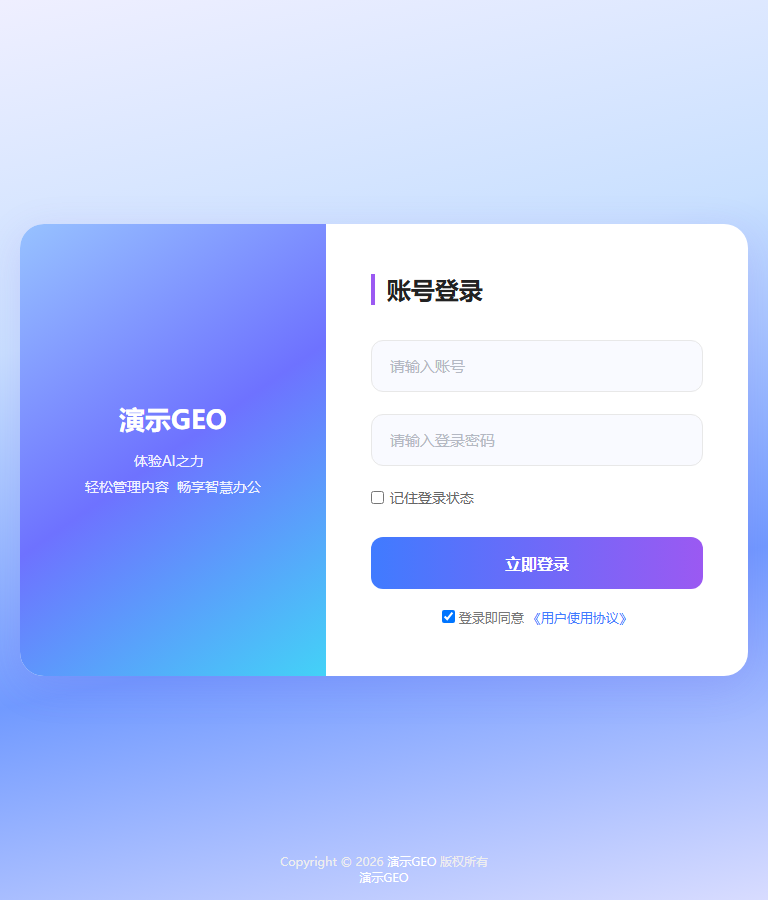 演示GEO
体验AI之力
轻松管理内容 畅享智慧办公
账号登录
请输入账号
请输入登录密码
记住登录状态
立即登录
登录即同意 《用户使用协议》
Copyright © 2026 演示GEO 版权所有
演示GEO